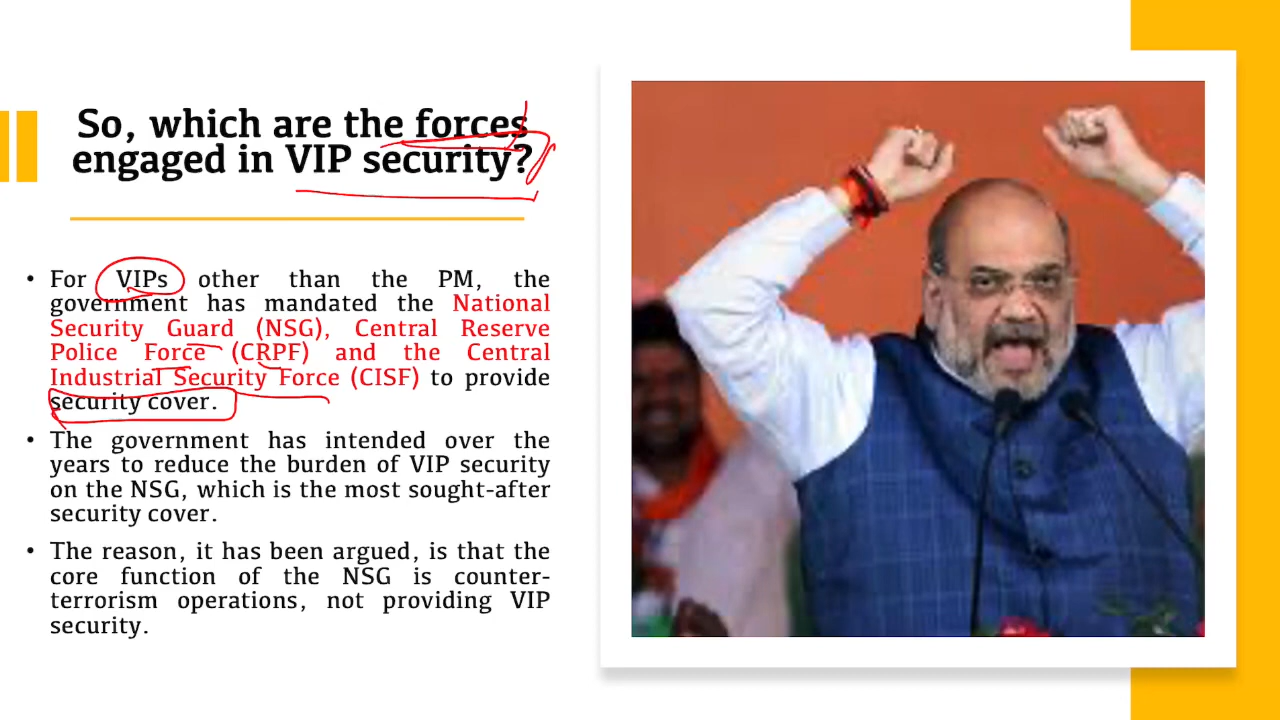 So, which are the forces
engaged in VIP security?
• For VIPs other than the PM, the
government has mandated the National
Security Guard (NSG), Central Reserve
Police Force (CRPF) and the Central
Industrial Security Force (CISF) to provide
security cover.
• The government has intended over the
years to reduce the burden of VIP security
on the NSG, which is the most sought-after
security cover.
• The reason, it has been argued, is that the
core function of the NSG is counter-
terrorism operations, not providing VIP
security.